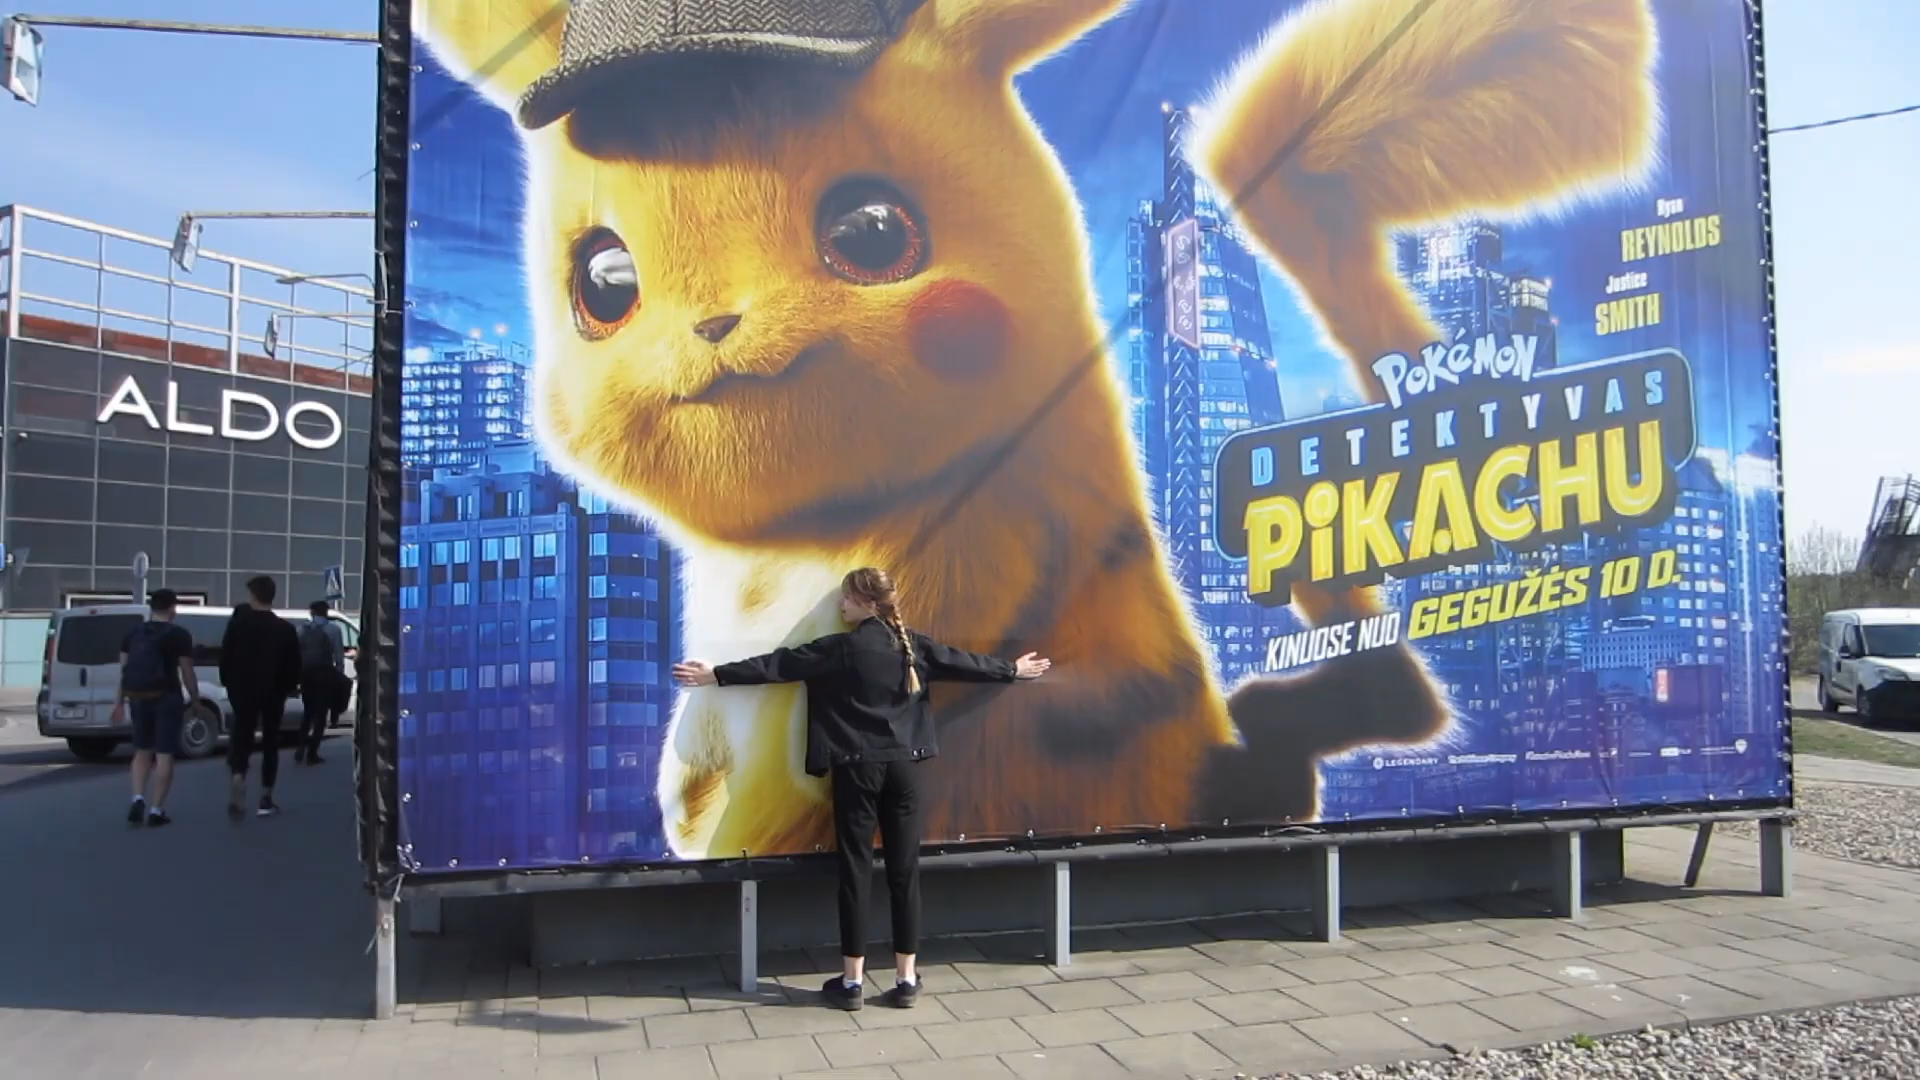 ALDO
Ryan
REYNOLDS
Justice
SMITH
POKéMON
DETEKTYVAS
PiKACHU
KINUOSE NUO GEGUŽĖS 10 D.
LEGENDARY